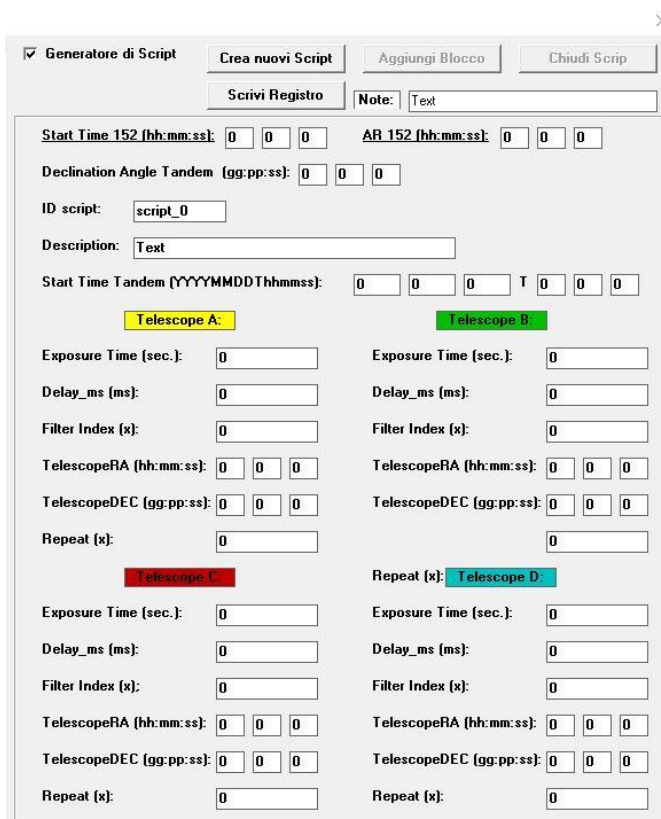 Generatore di Script Crea nuovi Script Aggiungi Blocco Chiudi Scrip
Scrivi Registro Note: Text
Start Time 152 (hh:mm:ss): 0 0 0 AR 152 (hh:mm:ss): 0 0 0
Declination Angle Tandem (gg:pp:ss): 0 0 0
ID script: script_0
Description: Text
Start Time Tandem (YYYYMMDDThhmmss): 0 0 0 T 0 0 0
Telescope A: Telescope B:
Exposure Time (sec.): 0 Exposure Time (sec.): 0
Delay_ms (ms): 0 Delay_ms (ms): 0
Filter Index (x): 0 Filter Index (x): 0
TelescopeRA (hh:mm:ss): 0 0 0 TelescopeRA (hh:mm:ss): 0 0 0
TelescopeDEC (gg:pp:ss): 0 0 0 TelescopeDEC (gg:pp:ss): 0 0 0
Repeat (x): 0 0
Telescope C: Repeat (x): Telescope D:
Exposure Time (sec.): 0 Exposure Time (sec.): 0
Delay_ms (ms): 0 Delay_ms (ms): 0
Filter Index (x); 0 Filter Index (x): 0
TelescopeRA (hh:mm:ss): 0 0 0 TelescopeRA (hh:mm:ss): 0 0 0
TelescopeDEC (gg:pp:ss): 0 0 0 TelescopeDEC (gg:pp:ss): 0 0 0
Repeat (x): 0 Repeat (x): 0